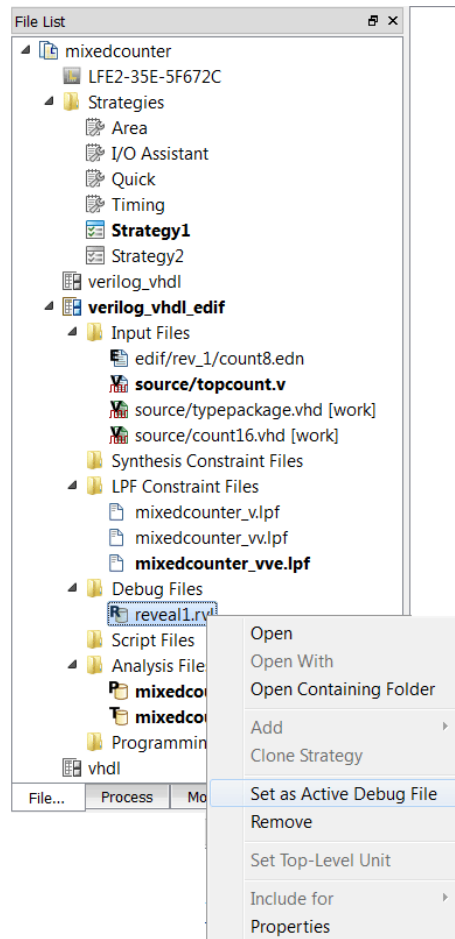 File List
mixedcounter
LFE2-35E-5F672C
Strategies
Area
I/O Assistant
Quick
Timing
Strategy1
Strategy2
verilog_vhdl
verilog_vhdl_edif
Input Files
edif/rev_1/count8.edn
source/topcount.v
source/typepackage.vhd [work]
source/count16.vhd [work]
Synthesis Constraint Files
LPF Constraint Files
mixedcounter_v.lpf
mixedcounter_vv.lpf
mixedcounter_vve.lpf
Debug Files
reveal1.rvl
Script Files
Analysis File
mixedcou
mixedcou
Programmin
vhdl
File... Process Mo
Open
Open With
Open Containing Folder
Add
Clone Strategy
Set as Active Debug File
Remove
Set Top-Level Unit
Include for
Properties